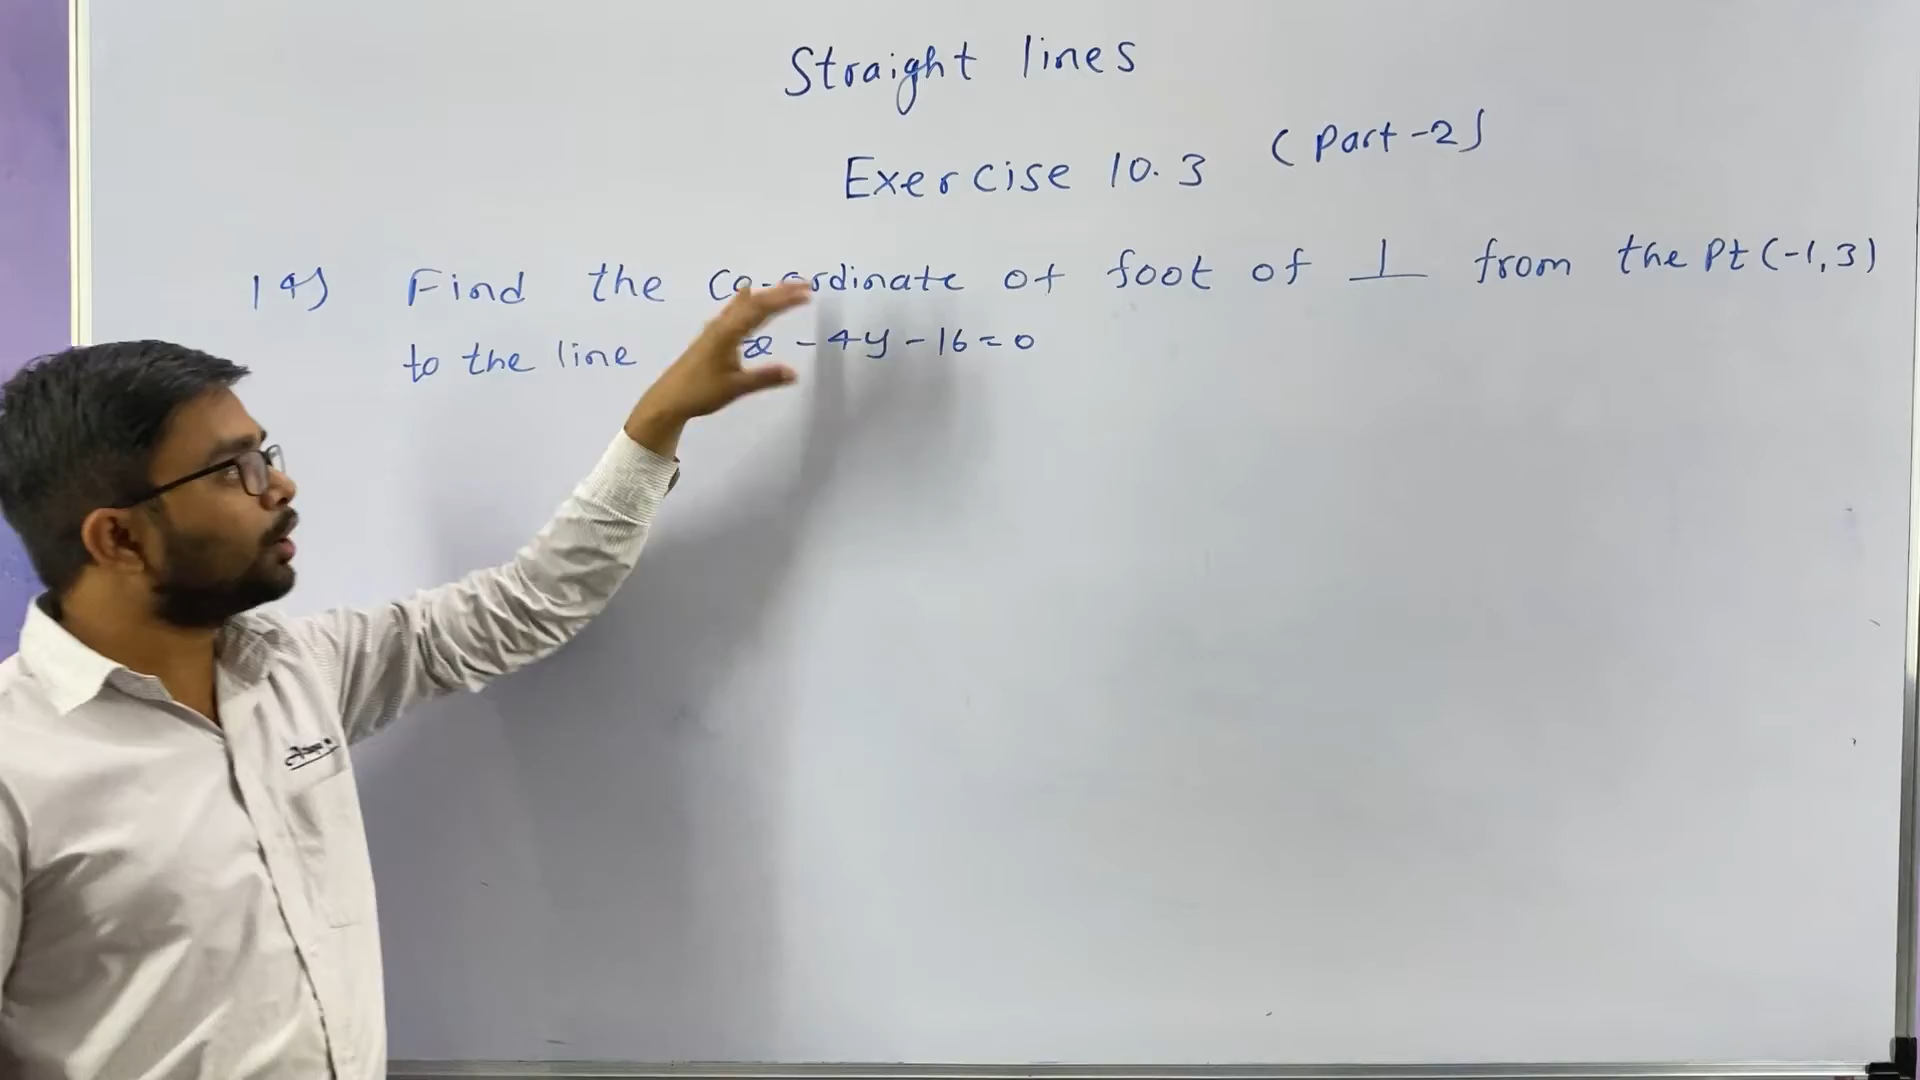 Straight lines
Exercise 10.3 (Part-2)
14) Find the co-ordinate of foot of ⊥ from the Pt (-1,3)
to the line x - 4y - 16 = 0